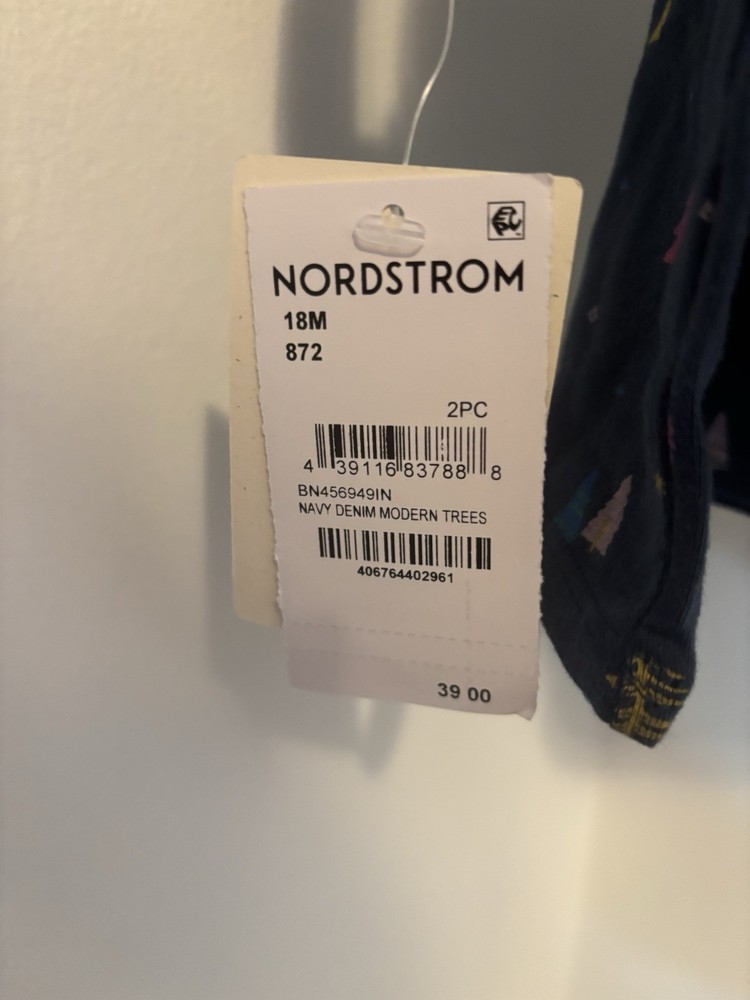 NORDSTROM
18M
872
2PC
4 39116 83788 8
BN456949IN
NAVY DENIM MODERN TREES
406764402961
39 00